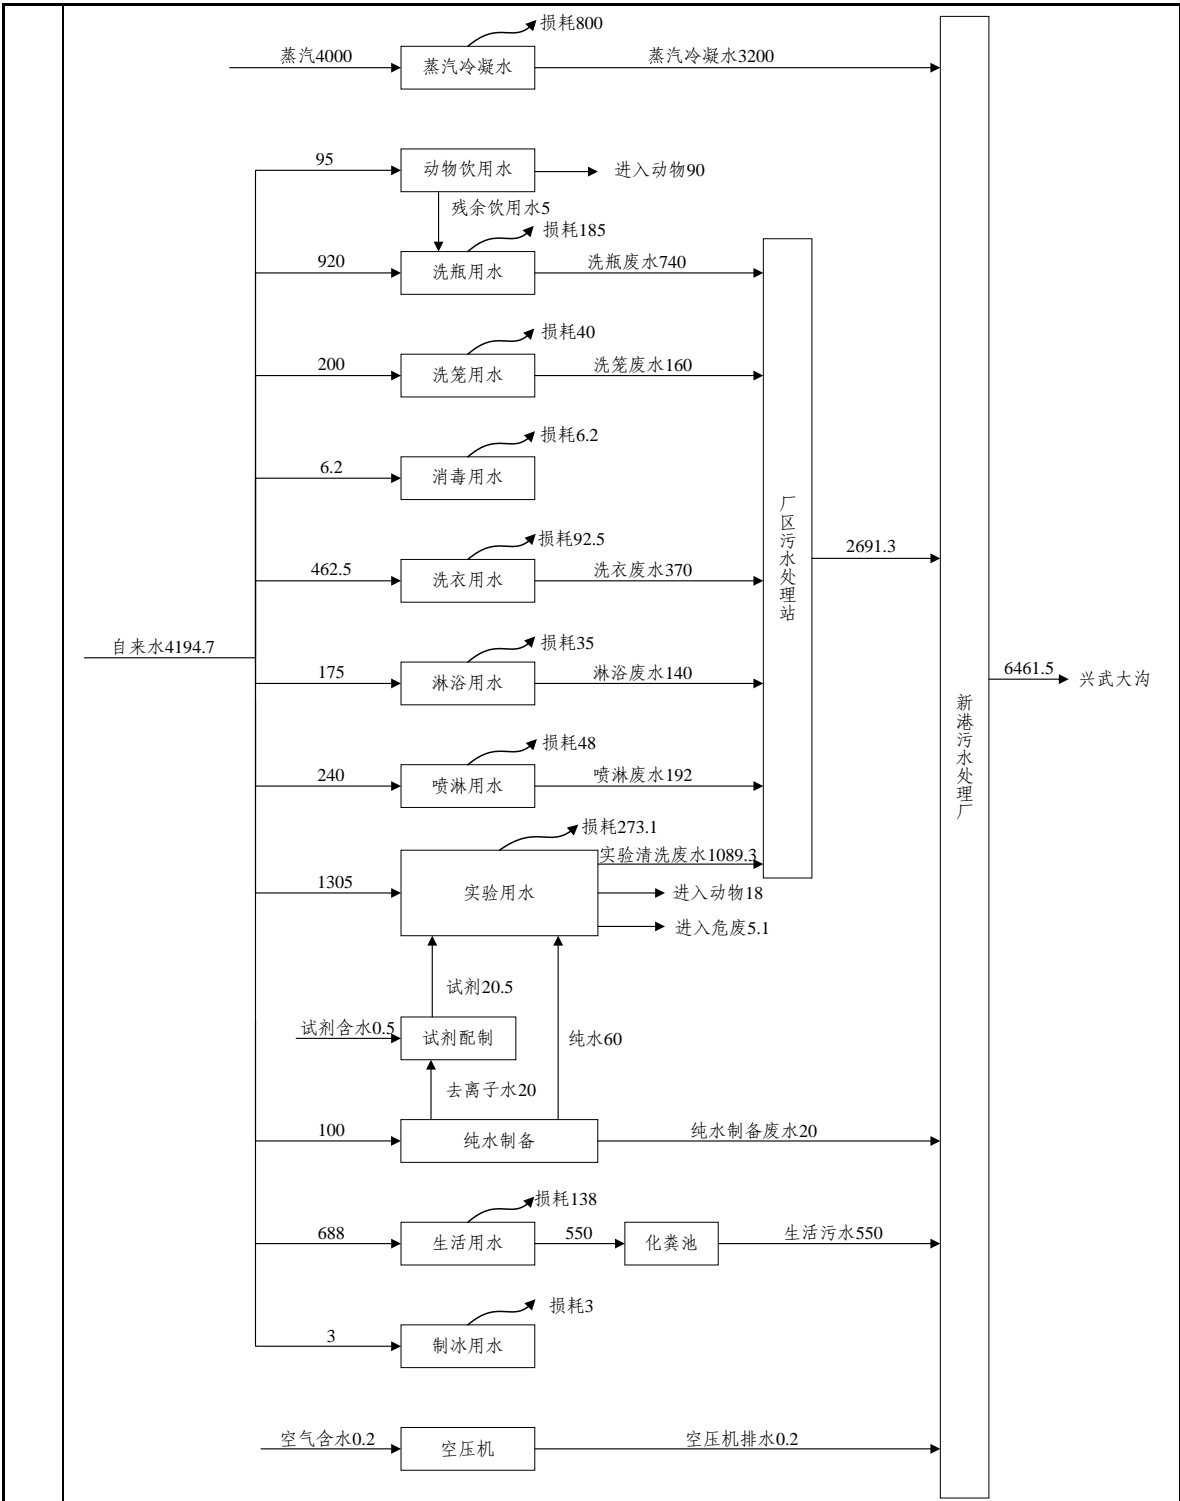 损耗800
蒸汽4000
蒸汽冷凝水
蒸汽冷凝水3200
95
动物饮用水
进入动物90
残余饮用水5
损耗185
920
洗瓶用水
洗瓶废水740
损耗40
200
洗笼用水
洗笼废水160
损耗6.2
6.2
消毒用水
厂区污水处理站
损耗92.5
462.5
洗衣用水
洗衣废水370
2691.3
自来水4194.7
损耗35
175
淋浴用水
淋浴废水140
6461.5
兴武大沟
新港污水处理厂
损耗48
240
喷淋用水
喷淋废水192
损耗273.1
实验清洗废水1089.3
1305
实验用水
进入动物18
进入危废5.1
试剂20.5
试剂含水0.5
试剂配制
纯水60
去离子水20
100
纯水制备
纯水制备废水20
损耗138
688
生活用水
550
化粪池
生活污水550
损耗3
3
制冰用水
空气含水0.2
空压机
空压机排水0.2